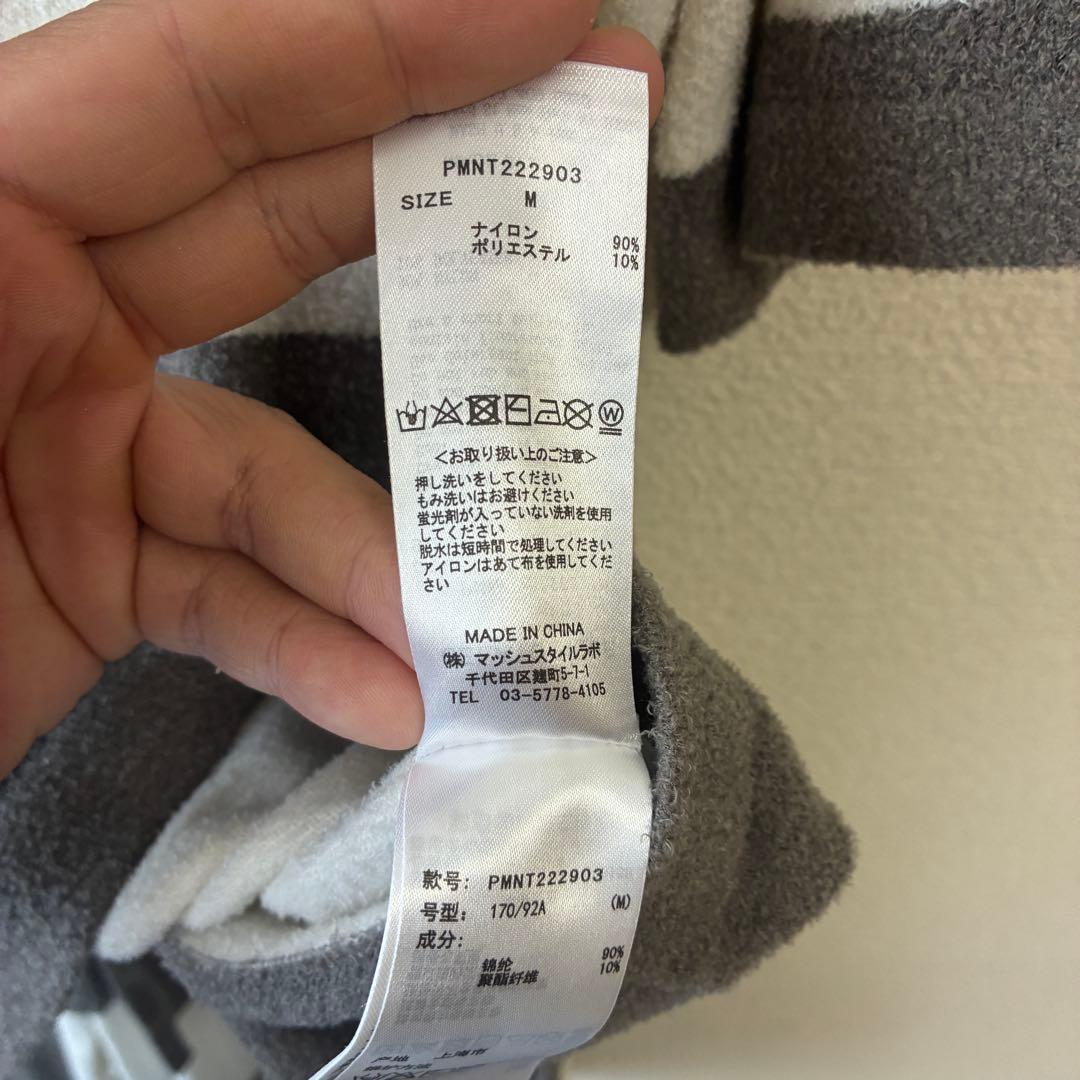 PMNT222903
SIZE M
ナイロン 90%
ポリエステル 10%
W
<お取り扱い上のご注意>
押し洗いをしてください
もみ洗いはお避けください
蛍光剤が入っていない洗剤を使用
してください
脱水は短時間で処理してください
アイロンはあて布を使用してくだ
さい
MADE IN CHINA
(株) マッシュスタイルラボ
千代田区麹町5-7-1
TEL 03-5778-4105
款号: PMNT222903
号型: 170/92A (M)
成分:
锦纶 90%
聚酯纤维 10%
产地 上海市